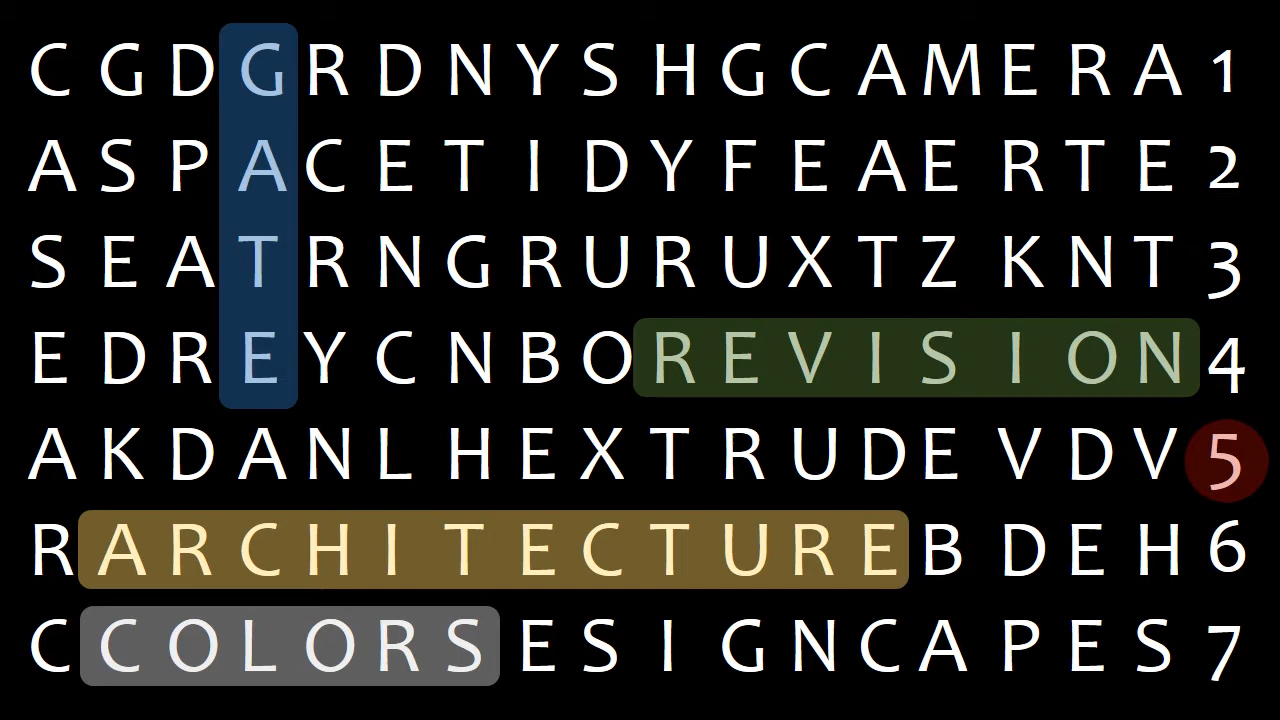 C G D G R D N Y S H G C A M E R A 1
A S P A C E T I D Y F E A E R T E 2
S E A T R N G R U R U X T Z K N T 3
E D R E Y C N B O R E V I S I O N 4
A K D A N L H E X T R U D E V D V 5
R A R C H I T E C T U R E B D E H 6
C C O L O R S E S I G N C A P E S 7